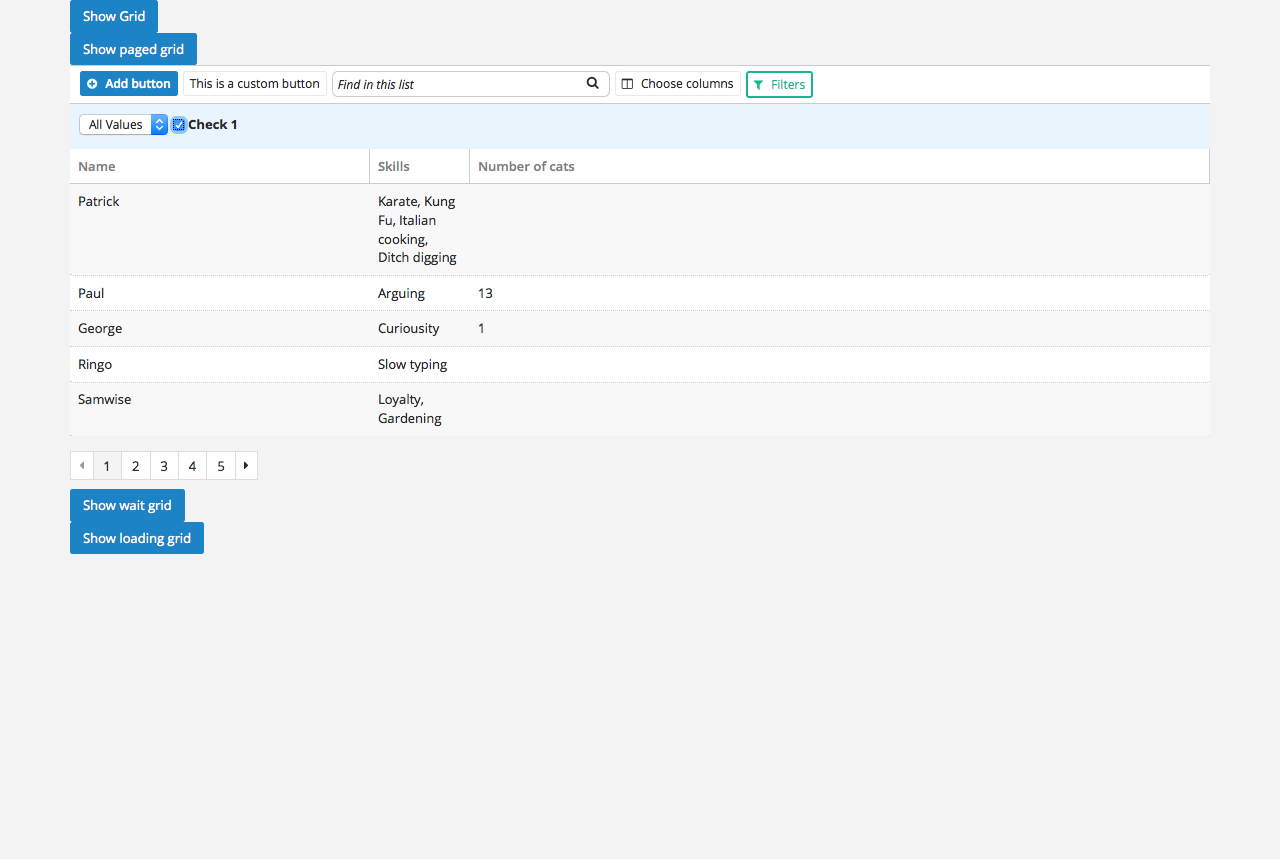 Show Grid
Show paged grid
Add button This is a custom button Find in this list Choose columns Filters
All Values Check 1
Name Skills Number of cats
Patrick Karate, Kung
Fu, Italian
cooking,
Ditch digging
Paul Arguing 13
George Curiousity 1
Ringo Slow typing
Samwise Loyalty,
Gardening
1 2 3 4 5
Show wait grid
Show loading grid